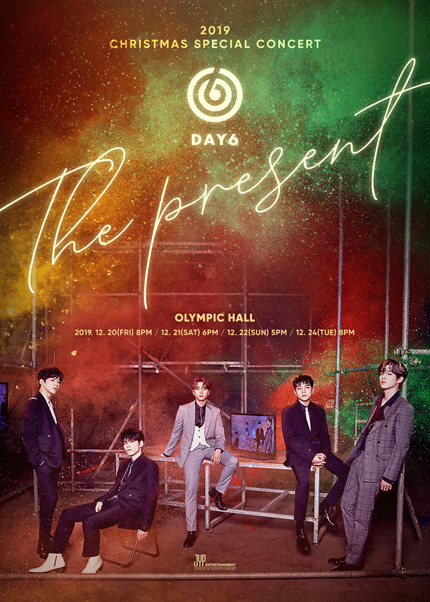 2019
CHRISTMAS SPECIAL CONCERT
DAY6
The present
OLYMPIC HALL
2019. 12. 20(FRI) 8PM / 12. 21(SAT) 6PM / 12. 22(SUN) 5PM / 12. 24(TUE) 8PM
JYP ENTERTAINMENT